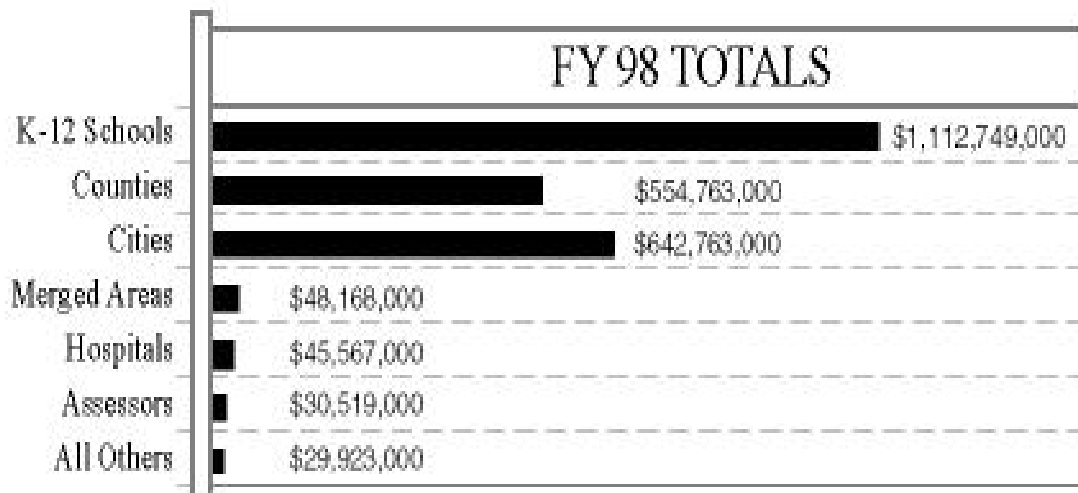 FY 98 TOTALS
K-12 Schools $1,112,749,000
Counties $554,763,000
Cities $642,763,000
Merged Areas $48,168,000
Hospitals $45,567,000
Assessors $30,519,000
All Others $29,923,000